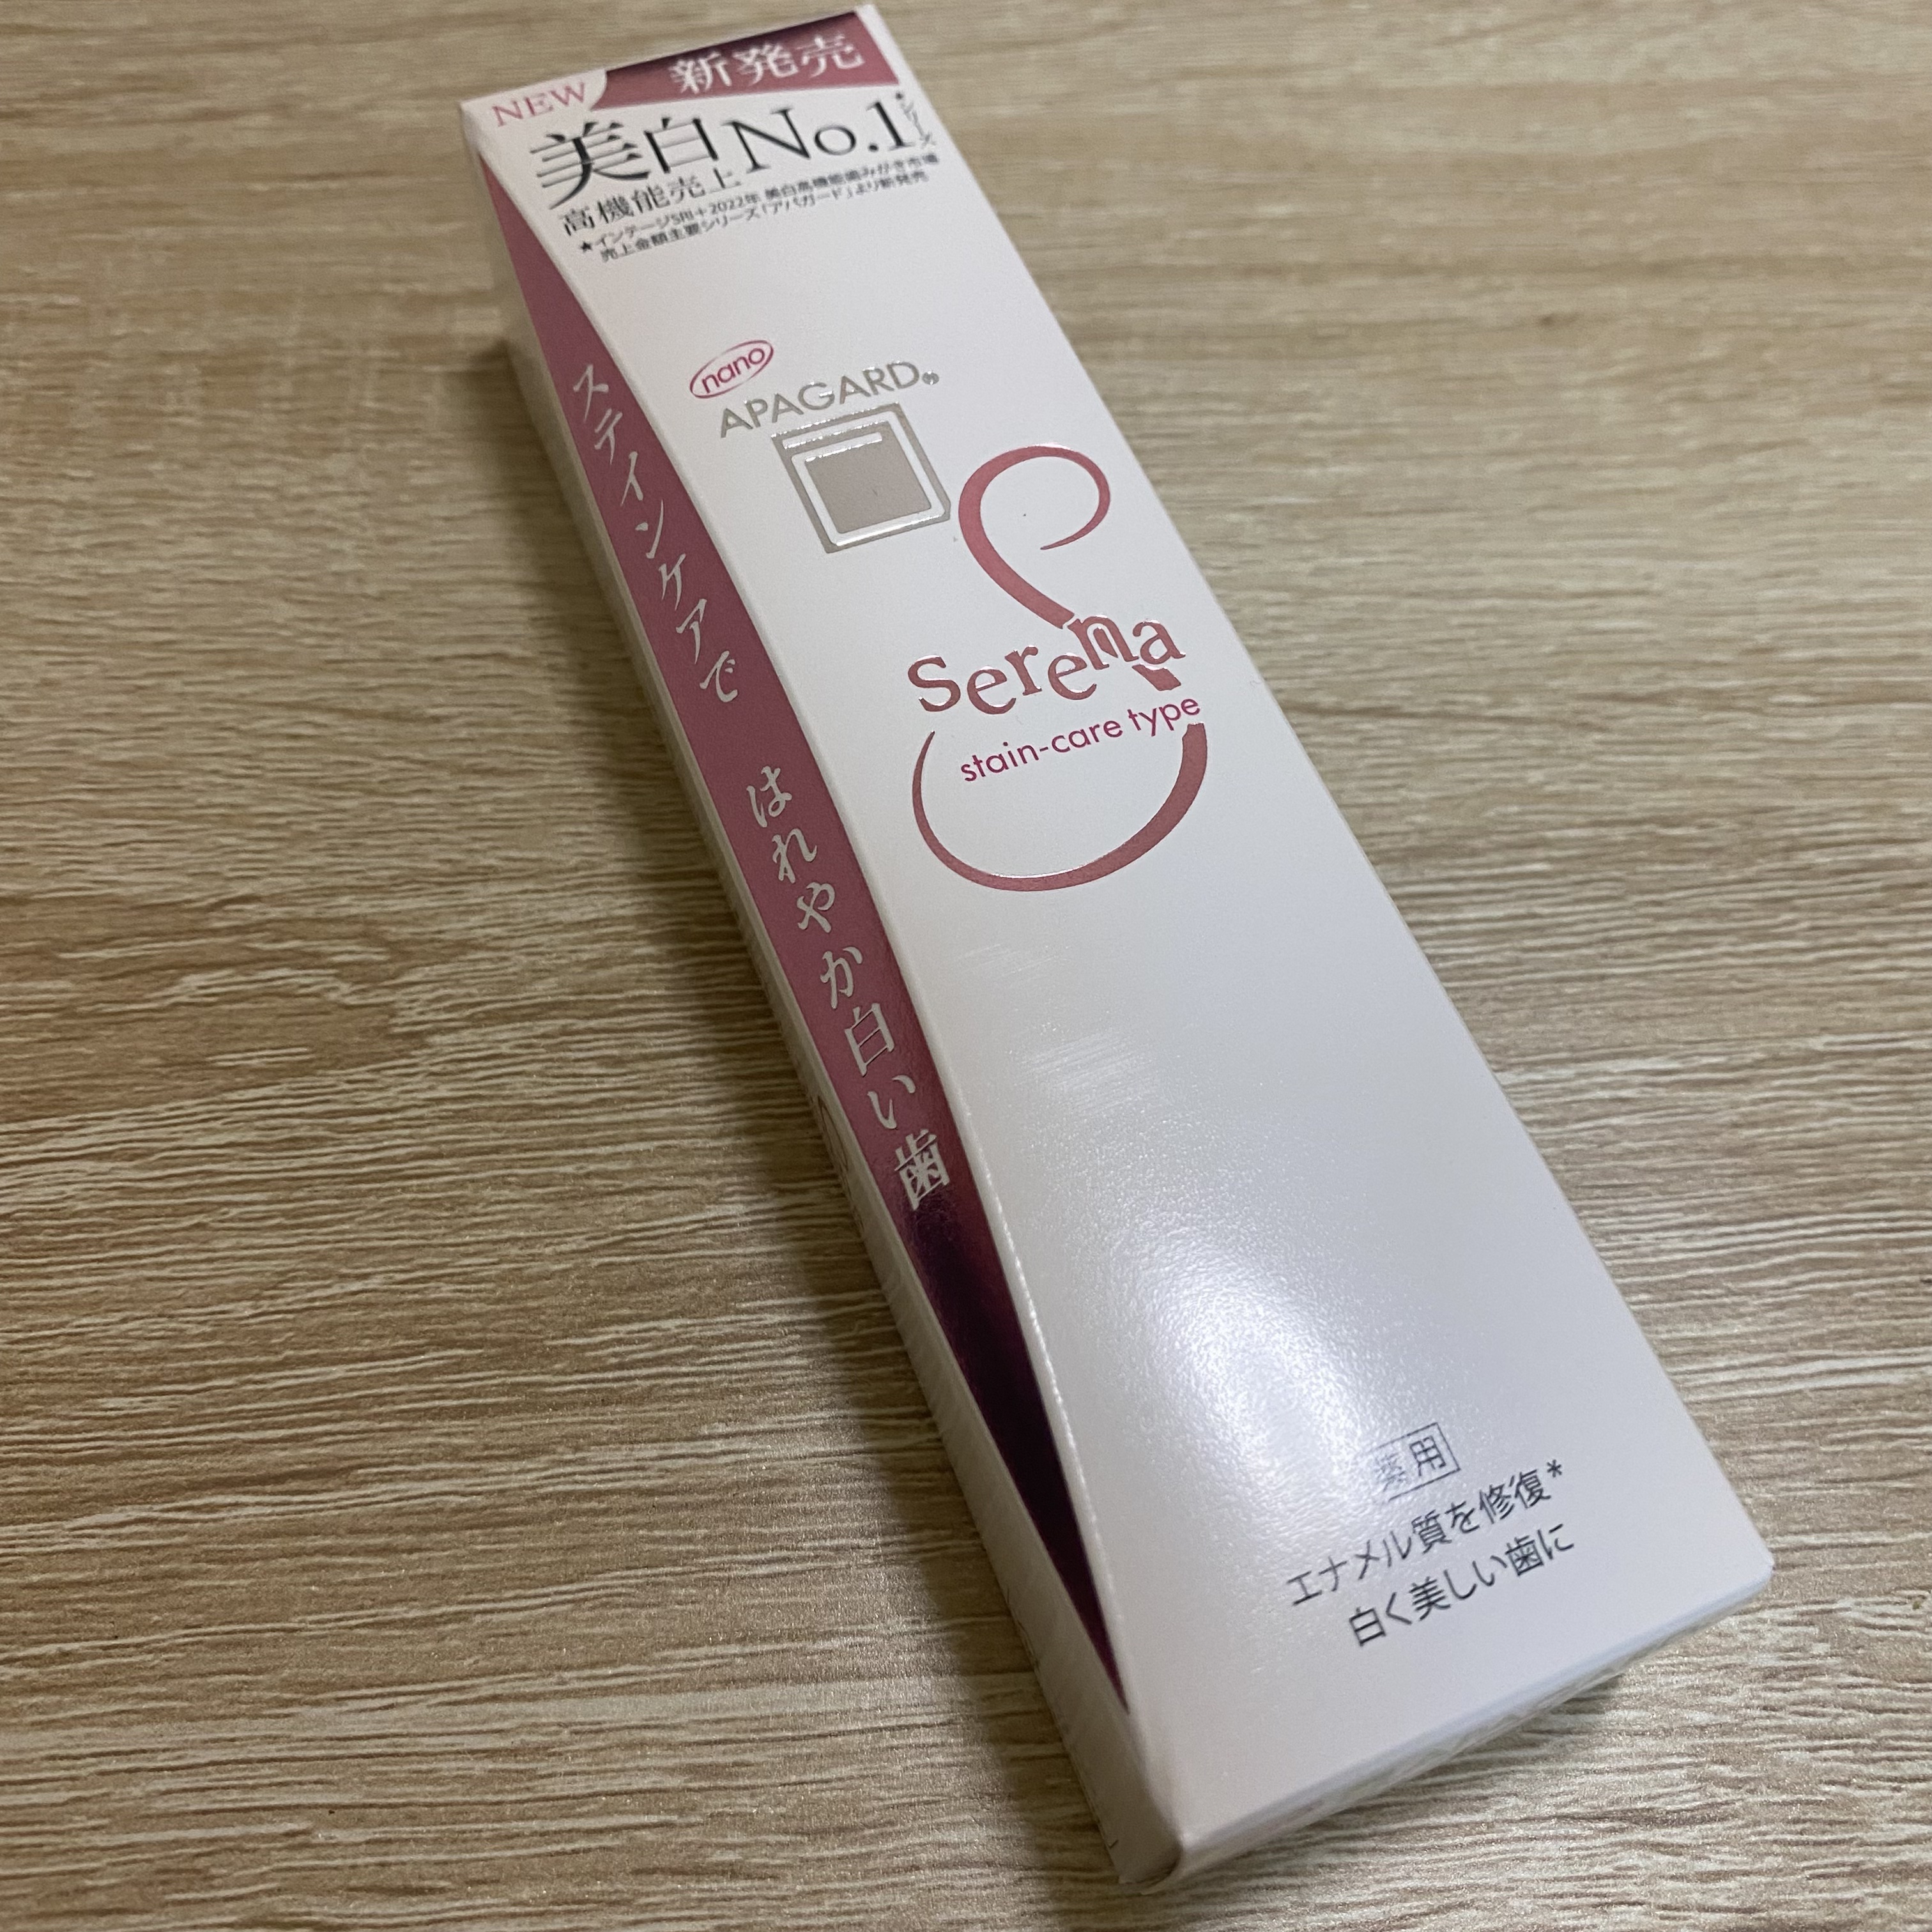 NEW
新発売
美白
高機能売上
No.1
★シリーズ
★インテージSRI+2022年 美白高機能歯みがき市場
売上金額主要シリーズ「アパガード」より新発売
nano
APAGARD®
Serena
stain-care type
ステインケアで はれやか白い歯
薬用
エナメル質を修復*
白く美しい歯に